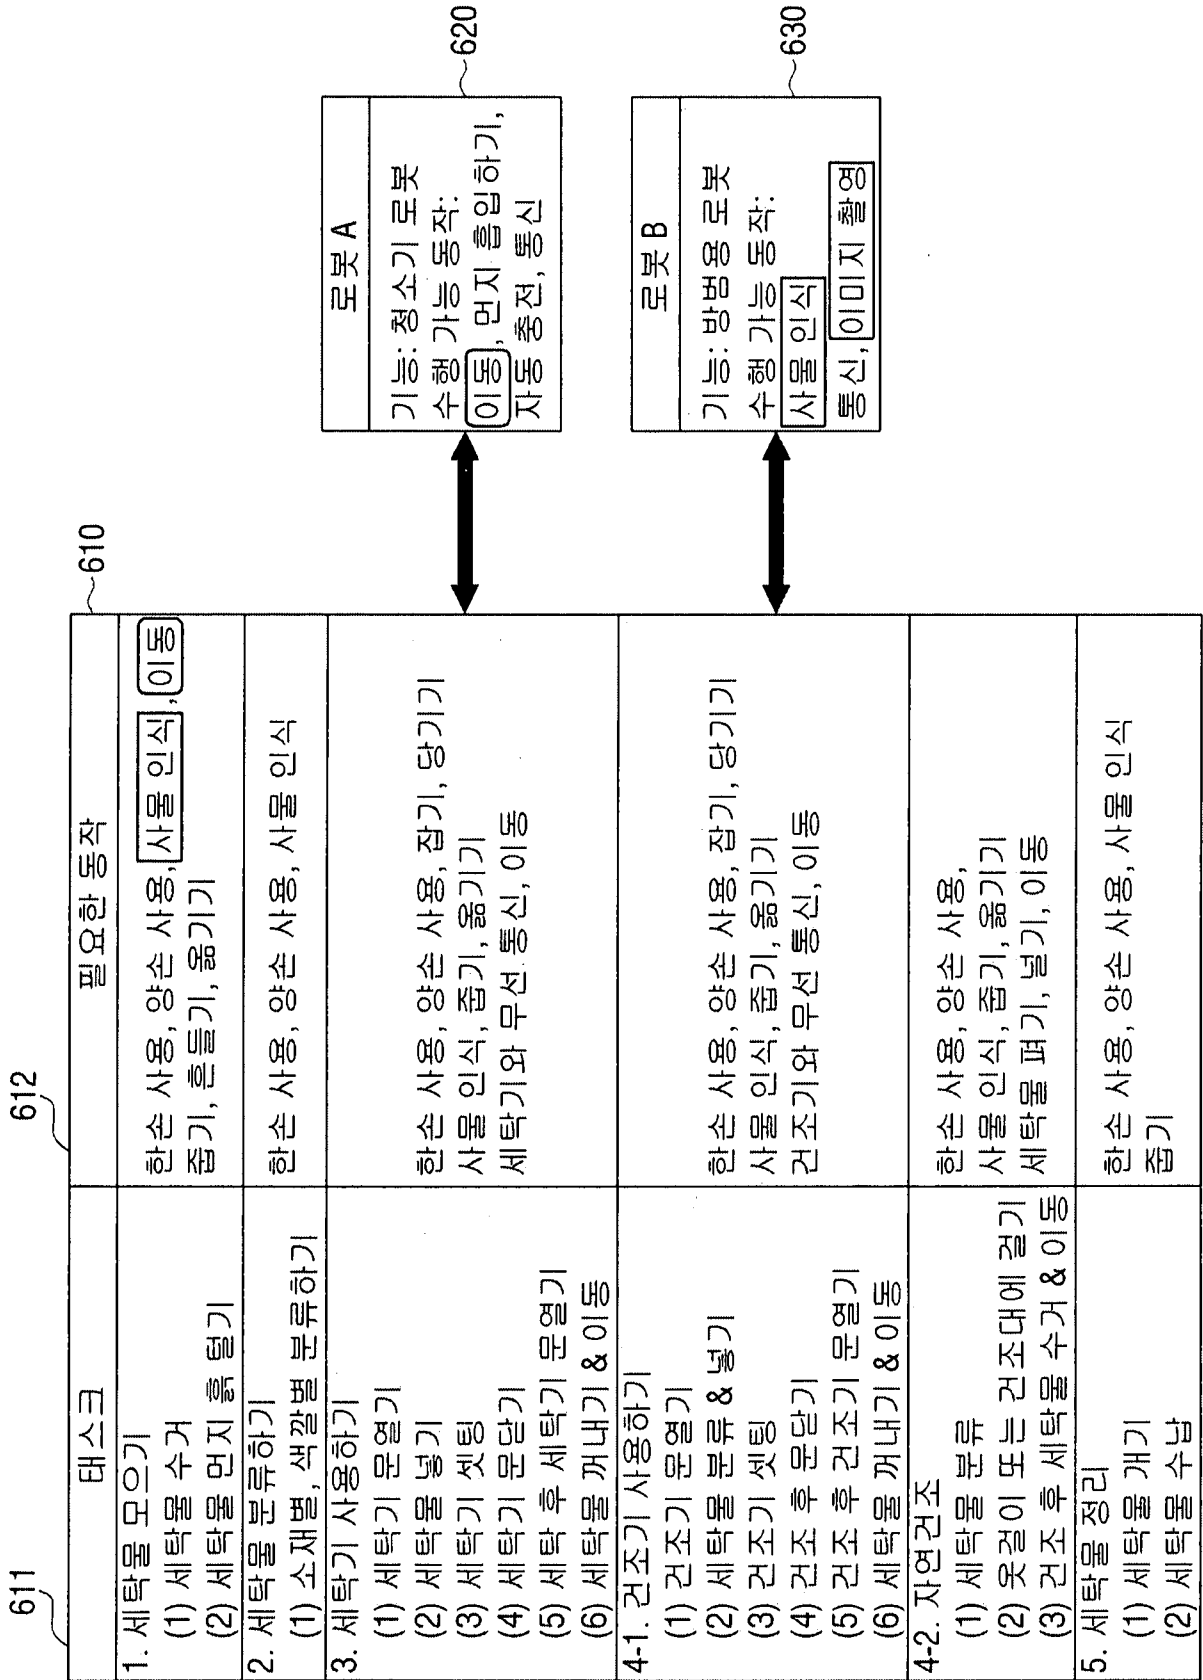 611
612
610
태스크
필요한 동작
1. 세탁물 모으기
(1) 세탁물 수거
(2) 세탁물 먼지 흙 털기
한손 사용, 양손 사용, 사물 인식, 이동
줍기, 흔들기, 옮기기
2. 세탁물 분류하기
(1) 소재별, 색깔별 분류하기
한손 사용, 양손 사용, 사물 인식
3. 세탁기 사용하기
(1) 세탁기 문열기
(2) 세탁물 넣기
(3) 세탁기 셋팅
(4) 세탁기 문닫기
(5) 세탁 후 세탁기 문열기
(6) 세탁물 꺼내기 & 이동
한손 사용, 양손 사용, 잡기, 당기기
사물 인식, 줍기, 옮기기
세탁기와 무선 통신, 이동
4-1. 건조기 사용하기
(1) 건조기 문열기
(2) 세탁물 분류 & 넣기
(3) 건조기 셋팅
(4) 건조 후 문닫기
(5) 건조 후 건조기 문열기
(6) 세탁물 꺼내기 & 이동
한손 사용, 양손 사용, 잡기, 당기기
사물 인식, 줍기, 옮기기
건조기와 무선 통신, 이동
4-2. 자연건조
(1) 세탁물 분류
(2) 옷걸이 또는 건조대에 걸기
(3) 건조 후 세탁물 수거 & 이동
한손 사용, 양손 사용,
사물 인식, 줍기, 옮기기
세탁물 펴기, 널기, 이동
5. 세탁물 정리
(1) 세탁물 개기
(2) 세탁물 수납
한손 사용, 양손 사용, 사물 인식
줍기
로봇 A
기능: 청소기 로봇
수행 가능 동작:
이동, 먼지 흡입하기,
자동 충전, 통신
620
로봇 B
기능: 방범용 로봇
수행 가능 동작:
사물 인식
통신, 이미지 촬영
630